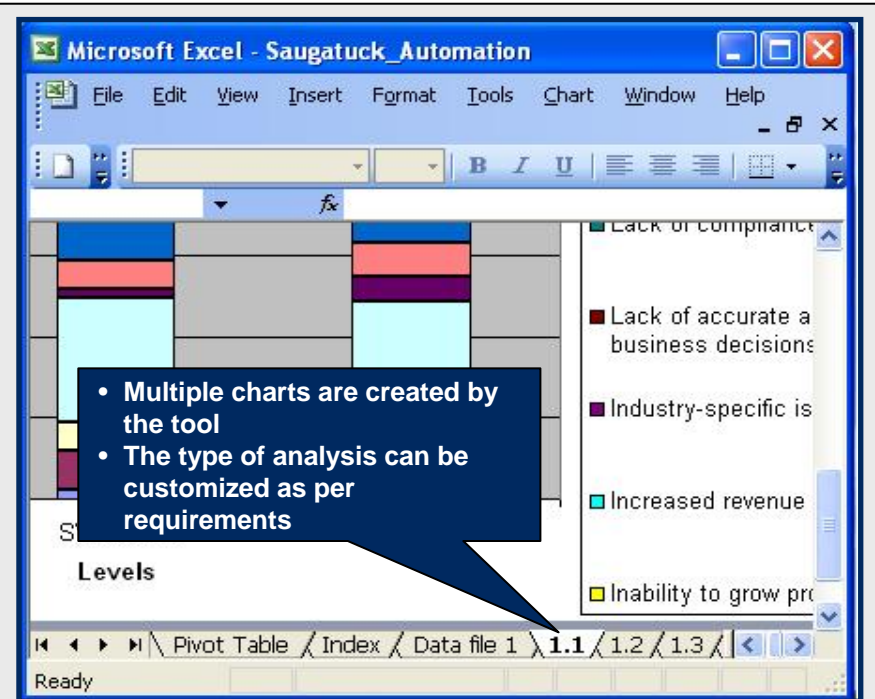 Microsoft Excel - Saugatuck_Automation
File Edit View Insert Format Tools Chart Window Help
B I U
fx
Lack of compliance
Lack of accurate a
business decisions
Industry-specific is
Increased revenue
Inability to grow pro
• Multiple charts are created by
the tool
• The type of analysis can be
customized as per
requirements
Levels
Pivot Table / Index / Data file 1 \ 1.1 / 1.2 / 1.3 /
Ready